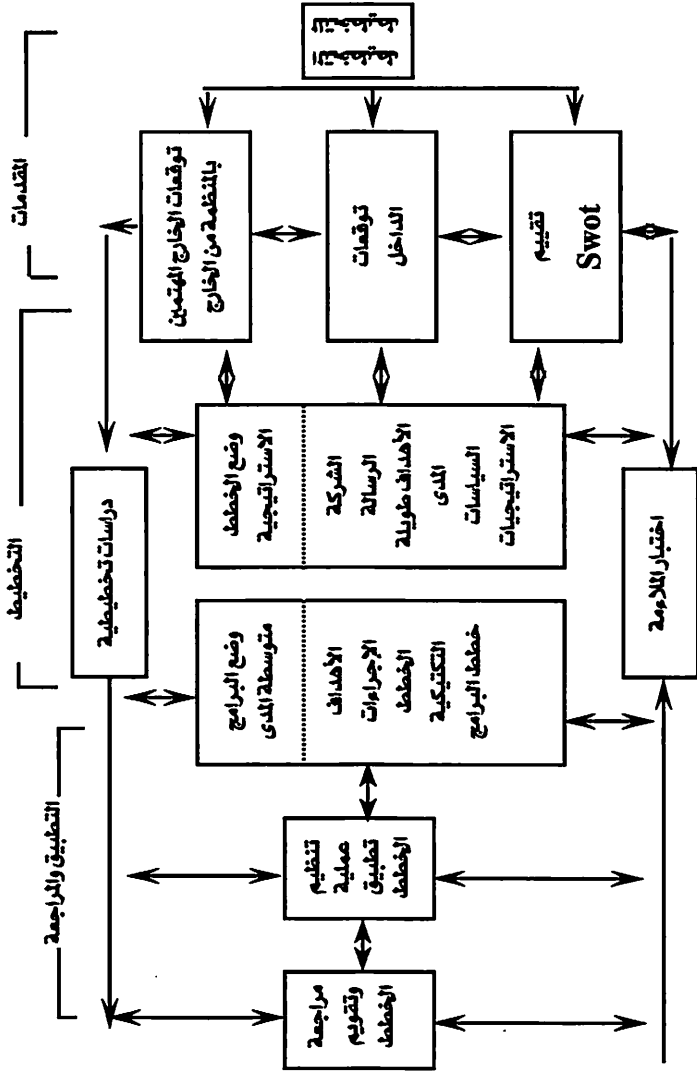 المقدمات
التخطيط
التطبيق والمراجعة
توقعات الخارج المهتمين
بالمنظمة من الخارج
توقعات
الداخل
تقييم
Swot
دراسات تخطيطية
وضع الخطط
الاستراتيجية
الشركة
الرسالة
الأهداف طويلة
المدى
السياسات
الاستراتيجيات
اختبار الملاءمة
وضع البرامج
متوسطة المدى
الأهداف
الإجراءات
الخطط
التكتيكية
خطط البرامج
تنظيم
عملية
تطبيق
الخطط
مراجعة
وتقويم
الخطط